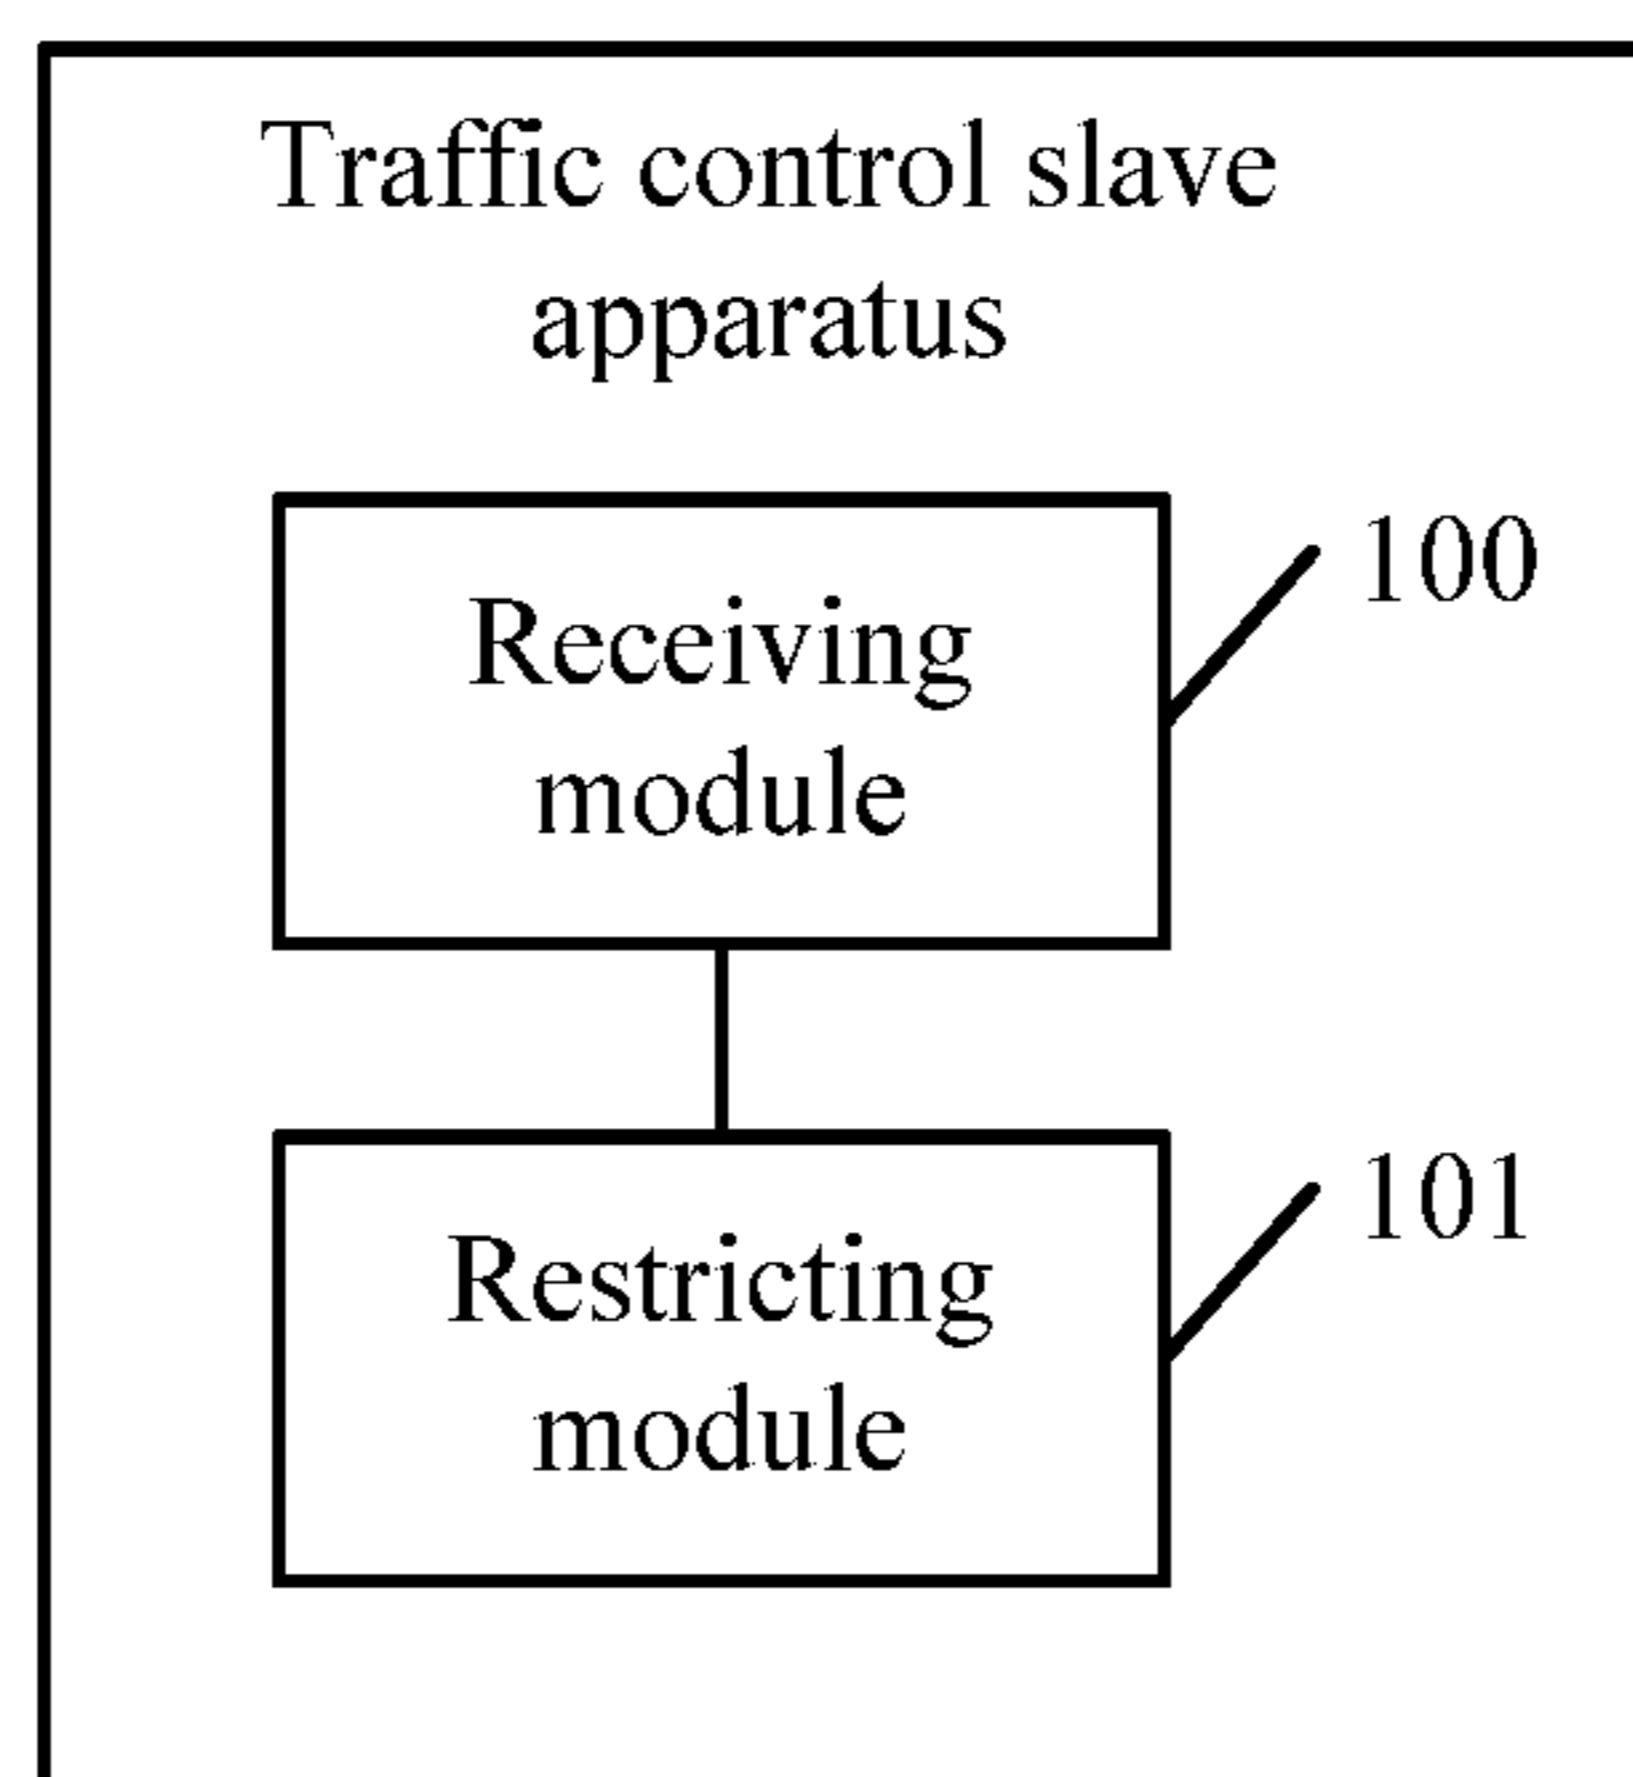 Traffic control slave
apparatus
100
Receiving
module
101
Restricting
module